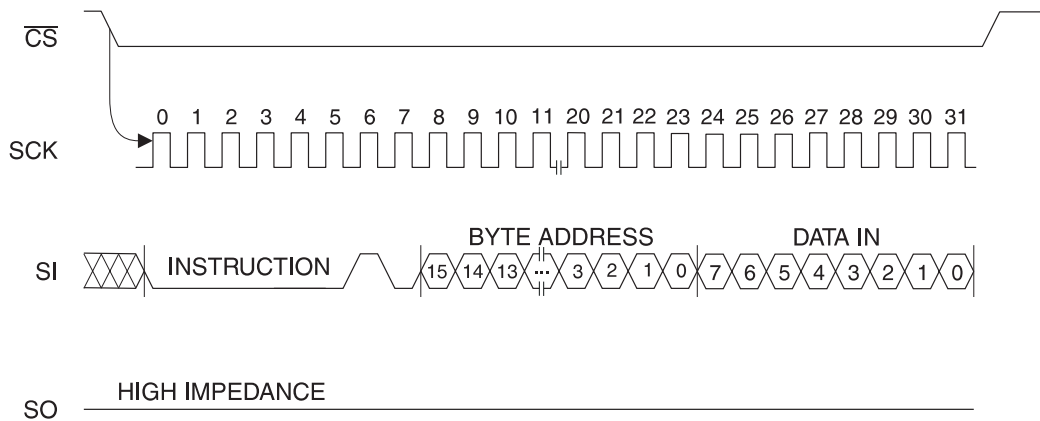 CS
0 1 2 3 4 5 6 7 8 9 10 11 20 21 22 23 24 25 26 27 28 29 30 31
SCK
BYTE ADDRESS DATA IN
SI INSTRUCTION 15 14 13 ... 3 2 1 0 7 6 5 4 3 2 1 0
HIGH IMPEDANCE
SO